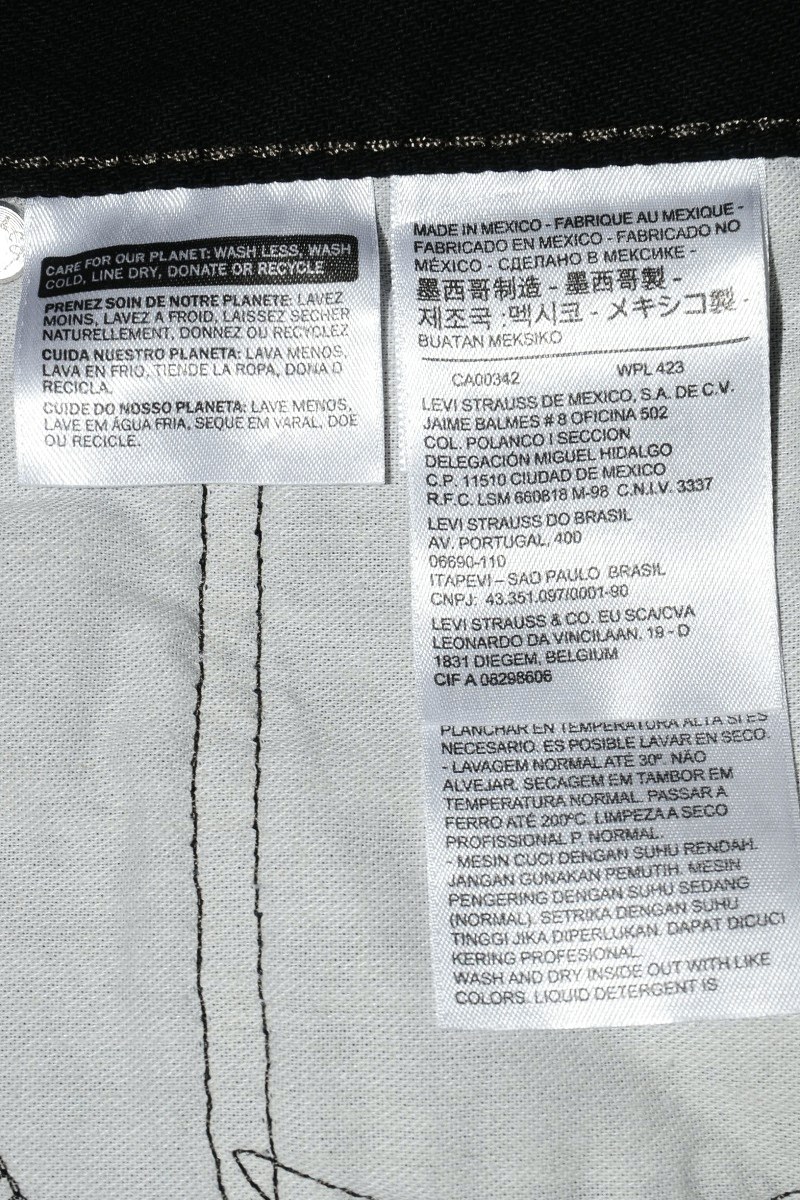 CARE FOR OUR PLANET: WASH LESS, WASH
COLD, LINE DRY, DONATE OR RECYCLE
PRENEZ SOIN DE NOTRE PLANETE: LAVEZ
MOINS, LAVEZ A FROID, LAISSEZ SECHER
NATURELLEMENT, DONNEZ OU RECYCLEZ
CUIDA NUESTRO PLANETA: LAVA MENOS,
LAVA EN FRIO, TIENDE LA ROPA, DONA O
RECICLA.
CUIDE DO NOSSO PLANETA: LAVE MENOS,
LAVE EM ÁGUA FRIA, SEQUE EM VARAL, DOE
OU RECICLE.
MADE IN MEXICO - FABRIQUE AU MEXIQUE -
FABRICADO EN MEXICO - FABRICADO NO
MÉXICO - СДЕЛАНО В МЕКСИКЕ -
墨西哥制造 - 墨西哥製 -
제조국 :멕시코 - メキシコ製 -
BUATAN MEKSIKO
CA00342 WPL 423
LEVI STRAUSS DE MEXICO, S.A. DE C.V.
JAIME BALMES # 8 OFICINA 502
COL. POLANCO I SECCION
DELEGACIÓN MIGUEL HIDALGO
C.P. 11510 CIUDAD DE MEXICO
R.F.C. LSM 660818 M-98 C.N.I.V. 3337
LEVI STRAUSS DO BRASIL
AV. PORTUGAL, 400
06690-110
ITAPEVI – SAO PAULO BRASIL
CNPJ: 43.351.097/0001-90
LEVI STRAUSS & CO. EU SCA/CVA
LEONARDO DA VINCILAAN, 19 - D
1831 DIEGEM, BELGIUM
CIF A 08298606
PLANCHAR EN TEMPERATURA ALTA SI ES
NECESARIO. ES POSIBLE LAVAR EN SECO.
- LAVAGEM NORMAL ATÉ 30º. NÃO
ALVEJAR. SECAGEM EM TAMBOR EM
TEMPERATURA NORMAL. PASSAR A
FERRO ATÉ 200ºC. LIMPEZA A SECO
PROFISSIONAL P. NORMAL.
- MESIN CUCI DENGAN SUHU RENDAH.
JANGAN GUNAKAN PEMUTIH. MESIN
PENGERING DENGAN SUHU SEDANG
(NORMAL). SETRIKA DENGAN SUHU
TINGGI JIKA DIPERLUKAN. DAPAT DICUCI
KERING PROFESIONAL.
WASH AND DRY INSIDE OUT WITH LIKE
COLORS. LIQUID DETERGENT IS